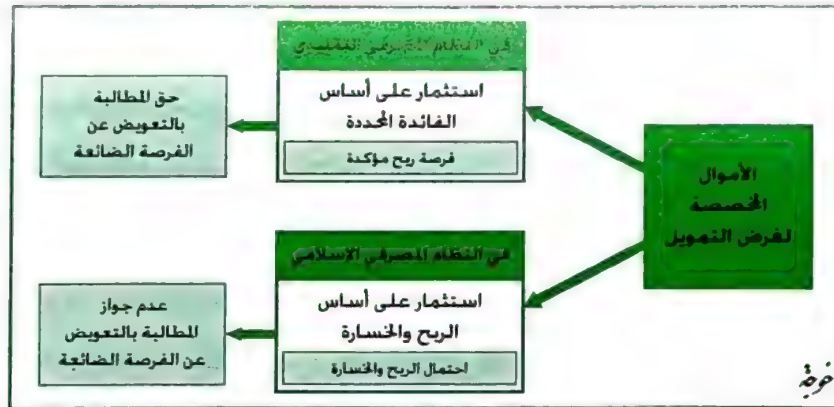 الأموال
المخصصة
لغرض التمويل
في النظام المصرفي التقليدي
استثمار على أساس
الفائدة المحددة
فرصة ربح مؤكدة
حق المطالبة
بالتعويض عن
الفرصة الضائعة
في النظام المصرفي الإسلامي
استثمار على أساس
الربح والخسارة
احتمال الربح والخسارة
عدم جواز
المطالبة بالتعويض
عن الفرصة الضائعة